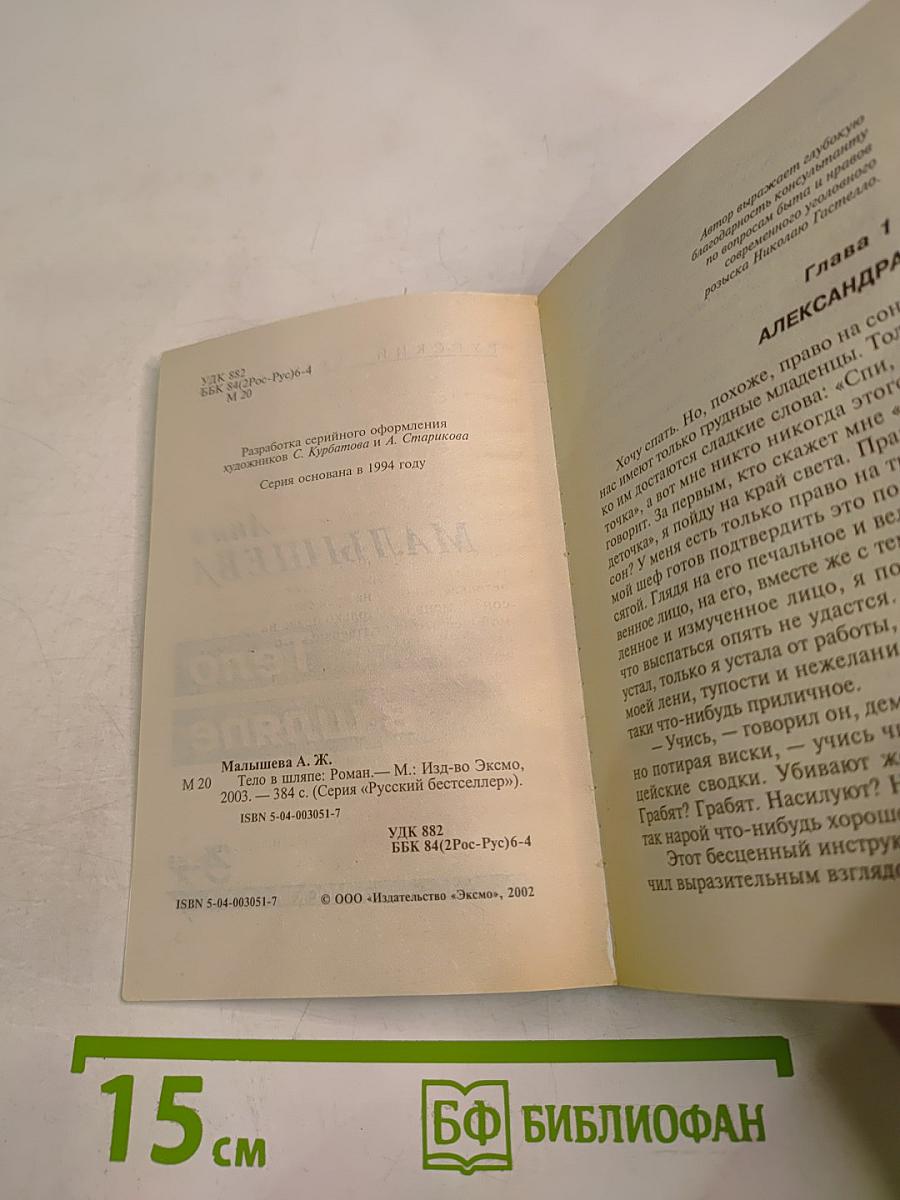 УДК 882
ББК 84(2Рос-Рус)6-4
М 20
Разработка серийного оформления
художников С. Курбатова и А. Старикова
Серия основана в 1994 году
Малышева А. Ж.
М 20 Тело в шляпе: Роман.— М.: Изд-во Эксмо,
2003. — 384 с. (Серия «Русский бестселлер»).
ISBN 5-04-003051-7
УДК 882
ББК 84(2Рос-Рус)6-4
ISBN 5-04-003051-7 © ООО «Издательство «Эксмо», 2002
Автор выражает глубокую
благодарность консультанту
по вопросам быта и нравов
современного уголовного
розыска Николаю Гастелло.
Глава 1
АЛЕКСАНДРА
Хочу спать. Но, похоже, право на сон
нас имеют только грудные младенцы. Тол
ко им достаются сладкие слова: «Спи,
точка», а вот мне никто никогда этого
говорит. За первым, кто скажет мне «
деточка», я пойду на край света. Пра
сон? У меня есть только право на т
мой шеф готов подтвердить это по
сягой. Глядя на его печальное и вел
венное лицо, на его, вместе же с тем
ленное и измученное лицо, я по
что выспаться опять не удастся.
устал, только я устала от работы,
моей лени, тупости и нежелани
таки что-нибудь приличное.
— Учись, — говорил он, дем
но потирая виски, — учись чи
цейские сводки. Убивают ж
Грабят? Грабят. Насилуют? Н
так нарой что-нибудь хороше
Этот бесценный инструк
чил выразительным взглядо
15 см
БФ БИБЛИОФАН